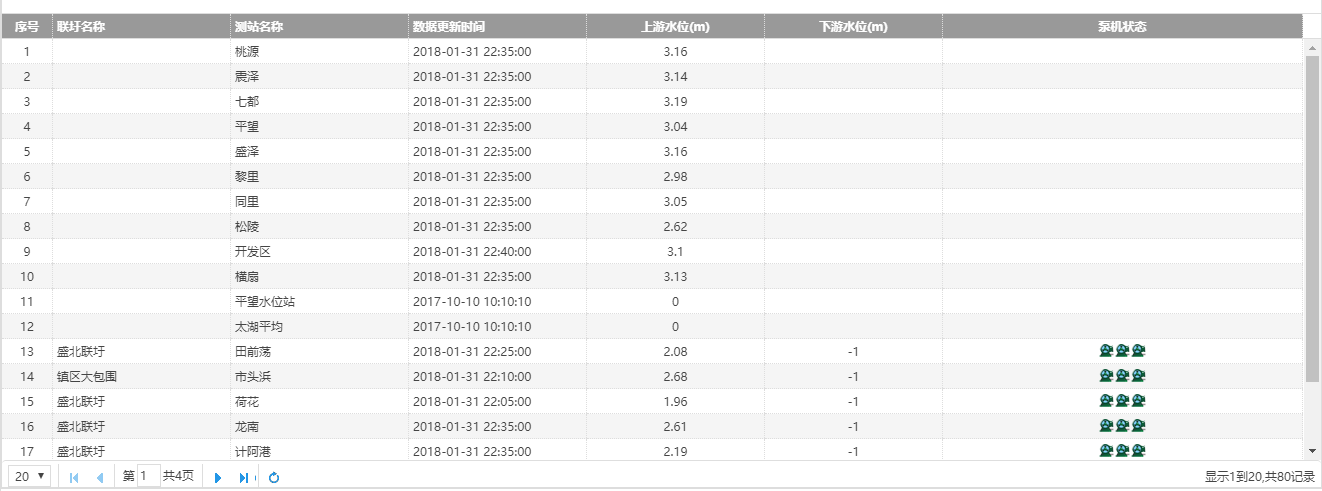 序号 联圩名称 测站名称 数据更新时间 上游水位(m) 下游水位(m) 泵机状态
1 桃源 2018-01-31 22:35:00 3.16
2 震泽 2018-01-31 22:35:00 3.14
3 七都 2018-01-31 22:35:00 3.19
4 平望 2018-01-31 22:35:00 3.04
5 盛泽 2018-01-31 22:35:00 3.16
6 黎里 2018-01-31 22:35:00 2.98
7 同里 2018-01-31 22:35:00 3.05
8 松陵 2018-01-31 22:35:00 2.62
9 开发区 2018-01-31 22:40:00 3.1
10 横扇 2018-01-31 22:35:00 3.13
11 平望水位站 2017-10-10 10:10:10 0
12 太湖平均 2017-10-10 10:10:10 0
13 盛北联圩 田前荡 2018-01-31 22:25:00 2.08 -1
14 镇区大包围 市头浜 2018-01-31 22:10:00 2.68 -1
15 盛北联圩 荷花 2018-01-31 22:05:00 1.96 -1
16 盛北联圩 龙南 2018-01-31 22:35:00 2.61 -1
17 盛北联圩 计阿港 2018-01-31 22:35:00 2.19 -1
20 第 1 共4页 显示1到20,共80记录